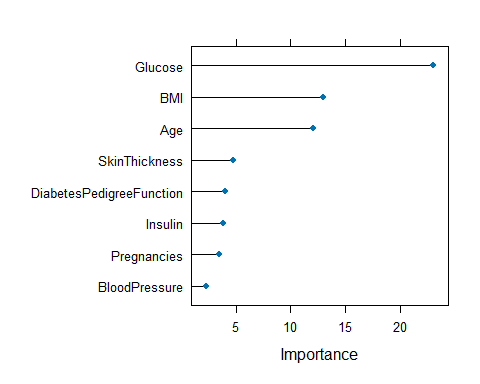 Glucose
BMI
Age
SkinThickness
DiabetesPedigreeFunction
Insulin
Pregnancies
BloodPressure
5 10 15 20
Importance